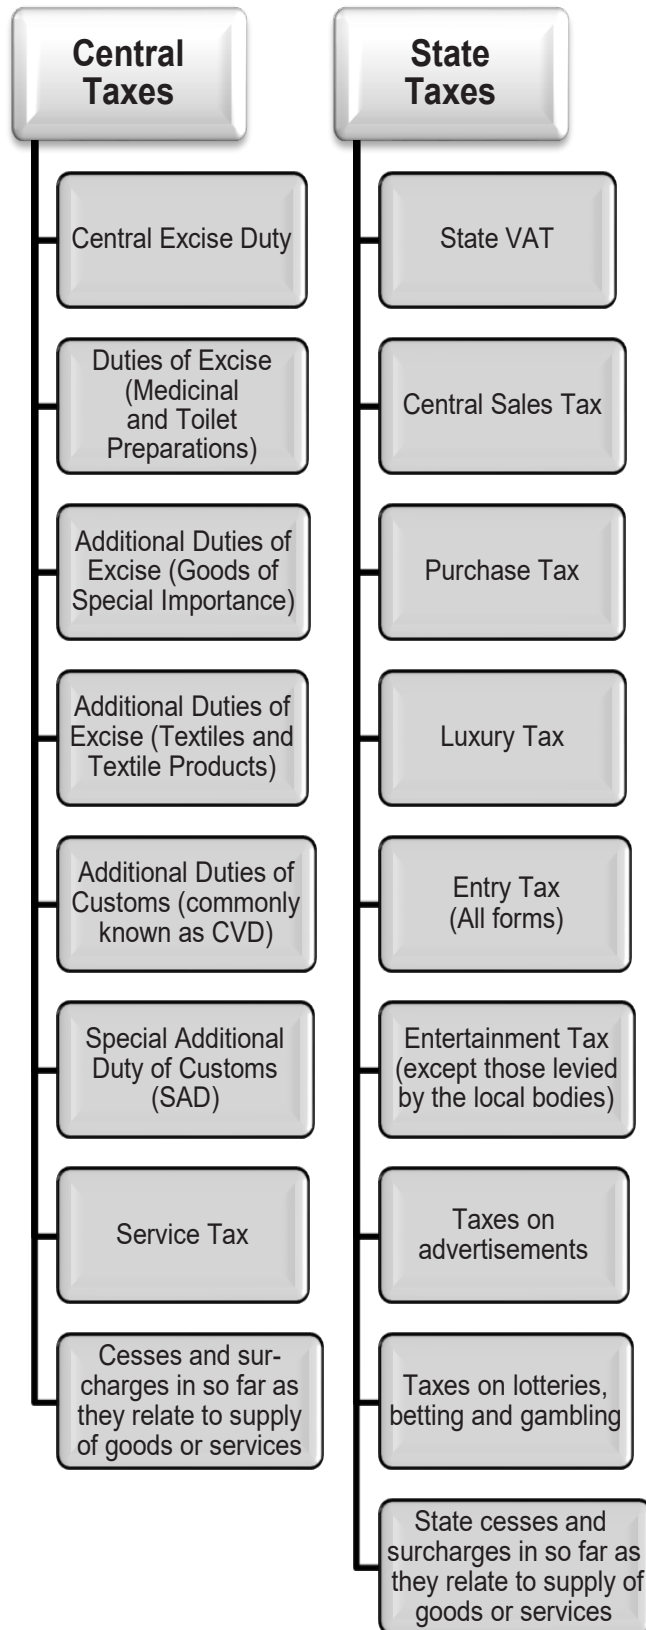 Central
Taxes
Central Excise Duty
Duties of Excise
(Medicinal
and Toilet
Preparations)
Additional Duties of
Excise (Goods of
Special Importance)
Additional Duties of
Excise (Textiles and
Textile Products)
Additional Duties of
Customs (commonly
known as CVD)
Special Additional
Duty of Customs
(SAD)
Service Tax
Cesses and sur-
charges in so far as
they relate to supply
of goods or services
State
Taxes
State VAT
Central Sales Tax
Purchase Tax
Luxury Tax
Entry Tax
(All forms)
Entertainment Tax
(except those levied
by the local bodies)
Taxes on
advertisements
Taxes on lotteries,
betting and gambling
State cesses and
surcharges in so far as
they relate to supply of
goods or services